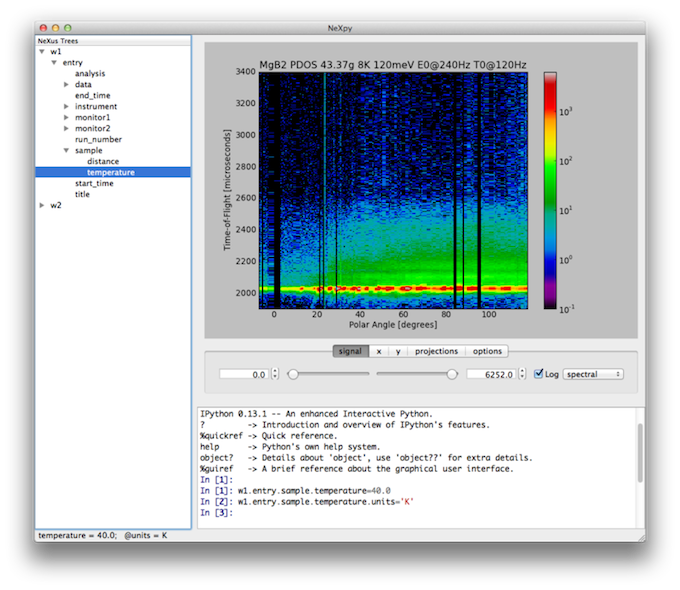 NeXpy
NeXus Trees
w1
entry
analysis
data
end_time
instrument
monitor1
monitor2
run_number
sample
distance
temperature
start_time
title
w2
MgB2 PDOS 43.37g 8K 120meV E0@240Hz T0@120Hz
3400
3200
3000
2800
2600
2400
2200
2000
Time-of-Flight [microseconds]
0 20 40 60 80 100
Polar Angle [degrees]
10^3
10^2
10^1
10^0
10^-1
signal x y projections options
0.0 6252.0 Log spectral
IPython 0.13.1 -- An enhanced Interactive Python.
? -> Introduction and overview of IPython's features.
%quickref -> Quick reference.
help -> Python's own help system.
object? -> Details about 'object', use 'object??' for extra details.
%guiref -> A brief reference about the graphical user interface.
In [1]:
In [1]: w1.entry.sample.temperature=40.0
In [2]: w1.entry.sample.temperature.units='K'
In [3]:
temperature = 40.0; @units = K